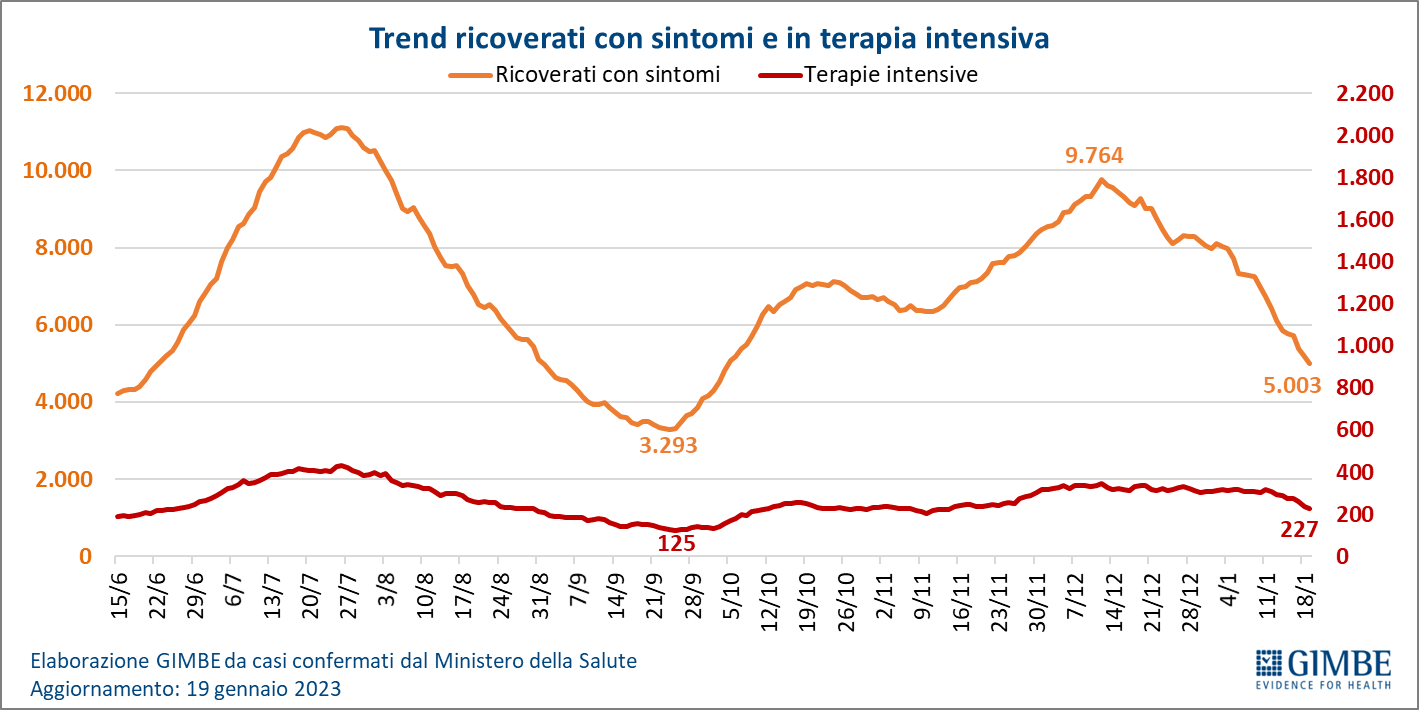 Trend ricoverati con sintomi e in terapia intensiva
Ricoverati con sintomi Terapie intensive
12.000 2.200
2.000
10.000 1.800
1.600
8.000 1.400
1.200
6.000 1.000
4.000 800
600
2.000 400
200
0 0
9.764
5.003
3.293
125
227
15/6 22/6 29/6 6/7 13/7 20/7 27/7 3/8 10/8 17/8 24/8 31/8 7/9 14/9 21/9 28/9 5/10 12/10 19/10 26/10 2/11 9/11 16/11 23/11 30/11 7/12 14/12 21/12 28/12 4/1 11/1 18/1
Elaborazione GIMBE da casi confermati dal Ministero della Salute
Aggiornamento: 19 gennaio 2023
GIMBE
EVIDENCE FOR HEALTH